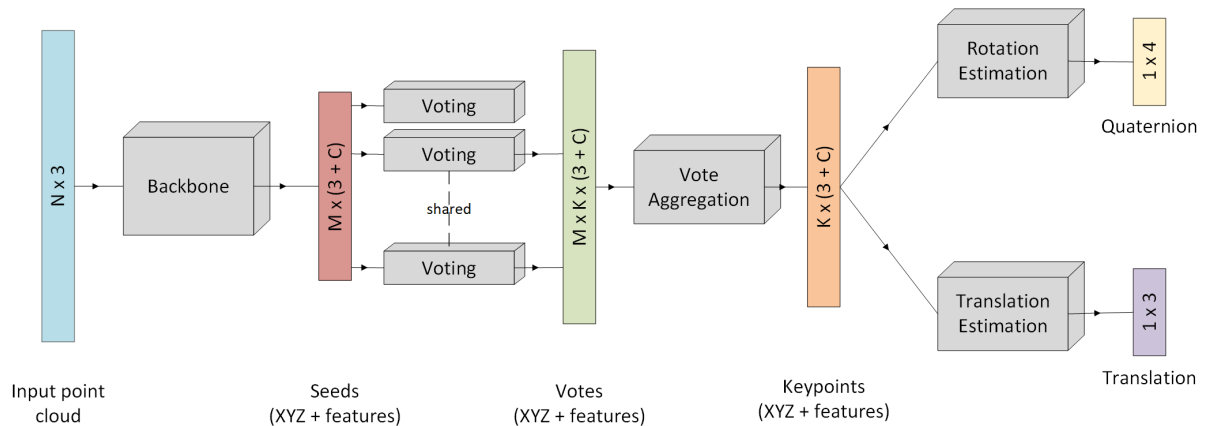 N x 3
Backbone
M x (3 + C)
Voting
Voting
shared
Voting
M x K x (3 + C)
Vote
Aggregation
K x (3 + C)
Rotation
Estimation
1 x 4
Quaternion
Translation
Estimation
1 x 3
Translation
Input point
cloud
Seeds
(XYZ + features)
Votes
(XYZ + features)
Keypoints
(XYZ + features)